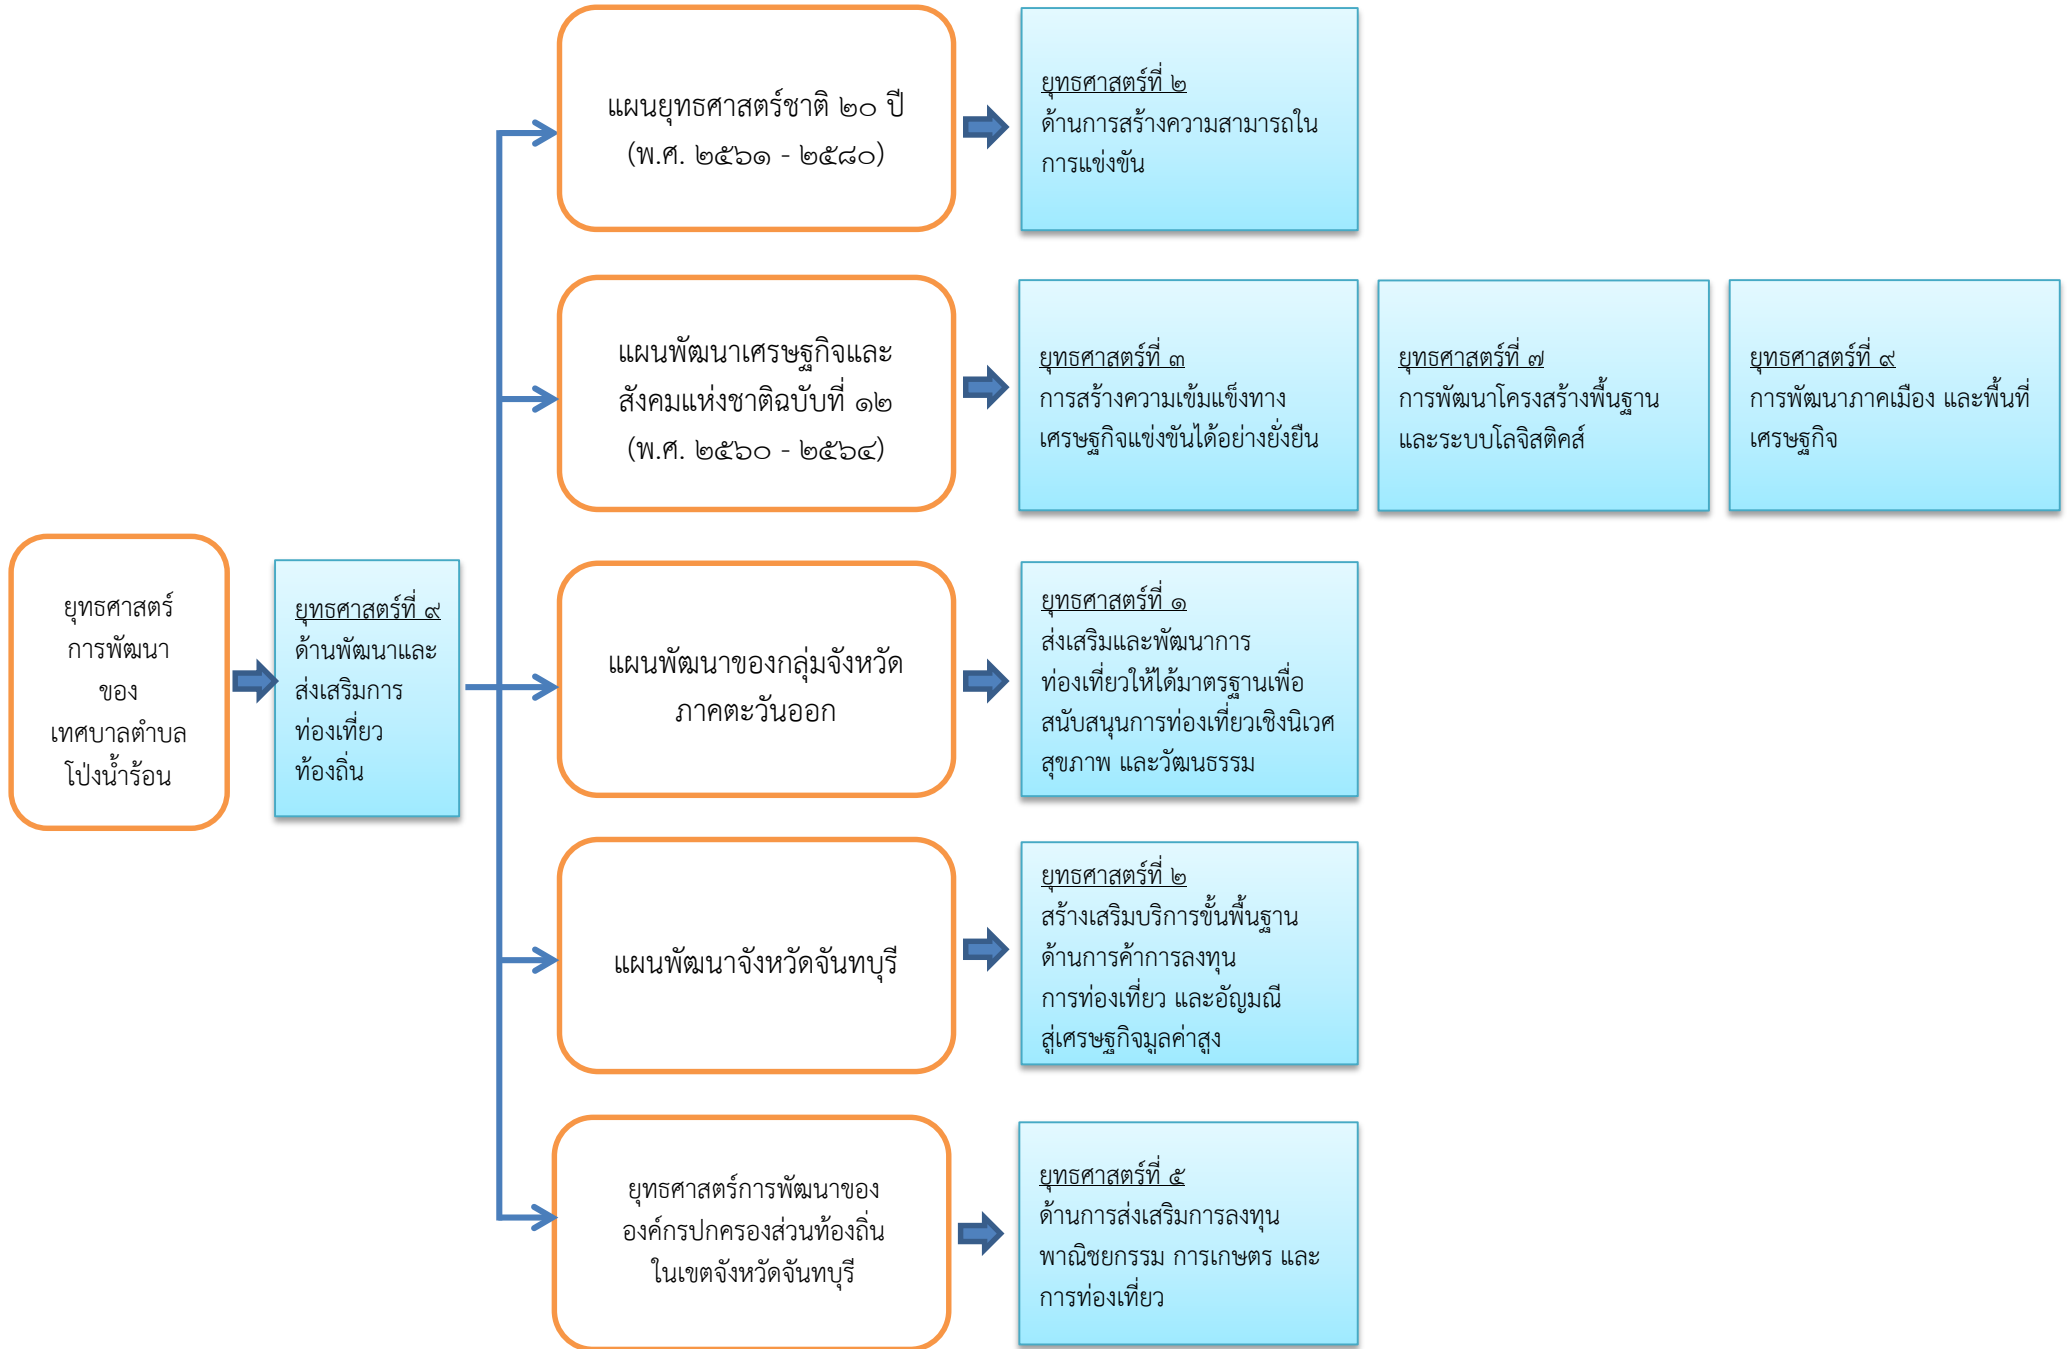 ยุทธศาสตร์
การพัฒนา
ของ
เทศบาลตำบล
โป่งน้ำร้อน
ยุทธศาสตร์ที่ ๙
ด้านพัฒนาและ
ส่งเสริมการ
ท่องเที่ยว
ท้องถิ่น
แผนยุทธศาสตร์ชาติ ๒๐ ปี
(พ.ศ. ๒๕๖๑ - ๒๕๘๐)
ยุทธศาสตร์ที่ ๒
ด้านการสร้างความสามารถใน
การแข่งขัน
แผนพัฒนาเศรษฐกิจและ
สังคมแห่งชาติฉบับที่ ๑๒
(พ.ศ. ๒๕๖๐ - ๒๕๖๔)
ยุทธศาสตร์ที่ ๓
การสร้างความเข้มแข็งทาง
เศรษฐกิจแข่งขันได้อย่างยั่งยืน
ยุทธศาสตร์ที่ ๗
การพัฒนาโครงสร้างพื้นฐาน
และระบบโลจิสติคส์
ยุทธศาสตร์ที่ ๙
การพัฒนาภาคเมือง และพื้นที่
เศรษฐกิจ
แผนพัฒนาของกลุ่มจังหวัด
ภาคตะวันออก
ยุทธศาสตร์ที่ ๑
ส่งเสริมและพัฒนาการ
ท่องเที่ยวให้ได้มาตรฐานเพื่อ
สนับสนุนการท่องเที่ยวเชิงนิเวศ
สุขภาพ และวัฒนธรรม
แผนพัฒนาจังหวัดจันทบุรี
ยุทธศาสตร์ที่ ๒
สร้างเสริมบริการขั้นพื้นฐาน
ด้านการค้าการลงทุน
การท่องเที่ยว และอัญมณี
สู่เศรษฐกิจมูลค่าสูง
ยุทธศาสตร์การพัฒนาของ
องค์กรปกครองส่วนท้องถิ่น
ในเขตจังหวัดจันทบุรี
ยุทธศาสตร์ที่ ๕
ด้านการส่งเสริมการลงทุน
พาณิชยกรรม การเกษตร และ
การท่องเที่ยว